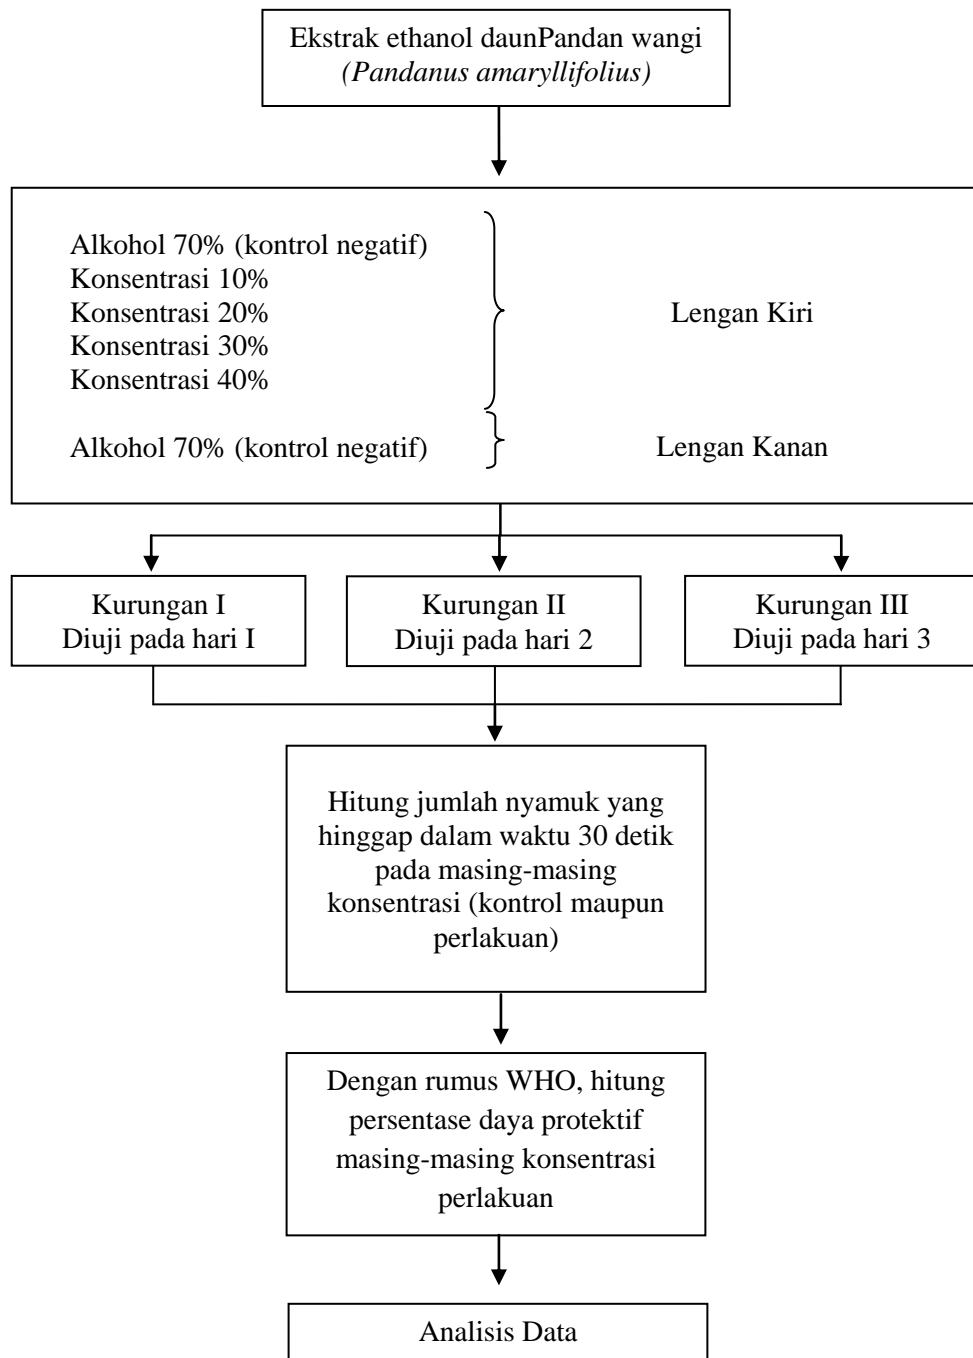 Ekstrak ethanol daunPandan wangi
(Pandanus amaryllifolius)
Alkohol 70% (kontrol negatif)
Konsentrasi 10%
Konsentrasi 20%
Konsentrasi 30%
Konsentrasi 40%
Lengan Kiri
Alkohol 70% (kontrol negatif)
Lengan Kanan
Kurungan I
Diuji pada hari I
Kurungan II
Diuji pada hari 2
Kurungan III
Diuji pada hari 3
Hitung jumlah nyamuk yang
hinggap dalam waktu 30 detik
pada masing-masing
konsentrasi (kontrol maupun
perlakuan)
Dengan rumus WHO, hitung
persentase daya protektif
masing-masing konsentrasi
perlakuan
Analisis Data